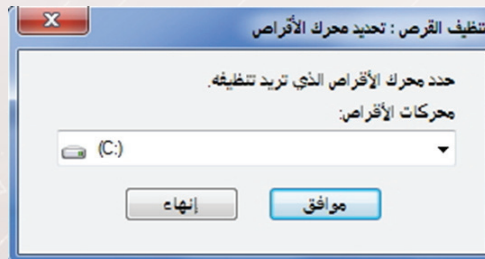 تنظيف القرص : تحديد محرك الأقراص
حدد محرك الأقراص الذي تريد تنظيفه.
محركات الأقراص:
(C:)
موافق
إنهاء